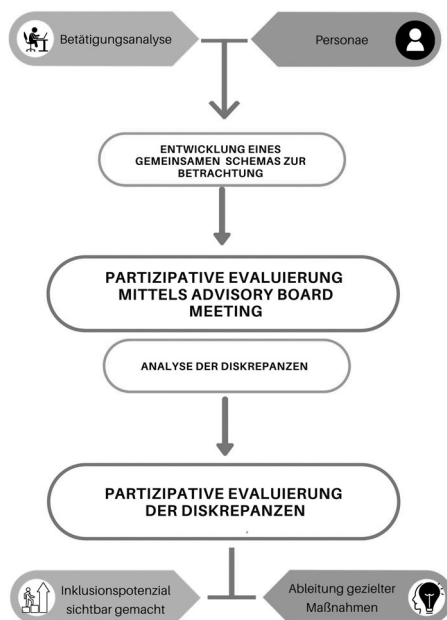 Betätigungsanalyse
Personae
ENTWICKLUNG EINES
GEMEINSAMEN SCHEMAS ZUR
BETRACHTUNG
PARTIZIPATIVE EVALUIERUNG
MITTELS ADVISORY BOARD
MEETING
ANALYSE DER DISKREPANZEN
PARTIZIPATIVE EVALUIERUNG
DER DISKREPANZEN
Inklusionspotenzial
sichtbar gemacht
Ableitung gezielter
Maßnahmen